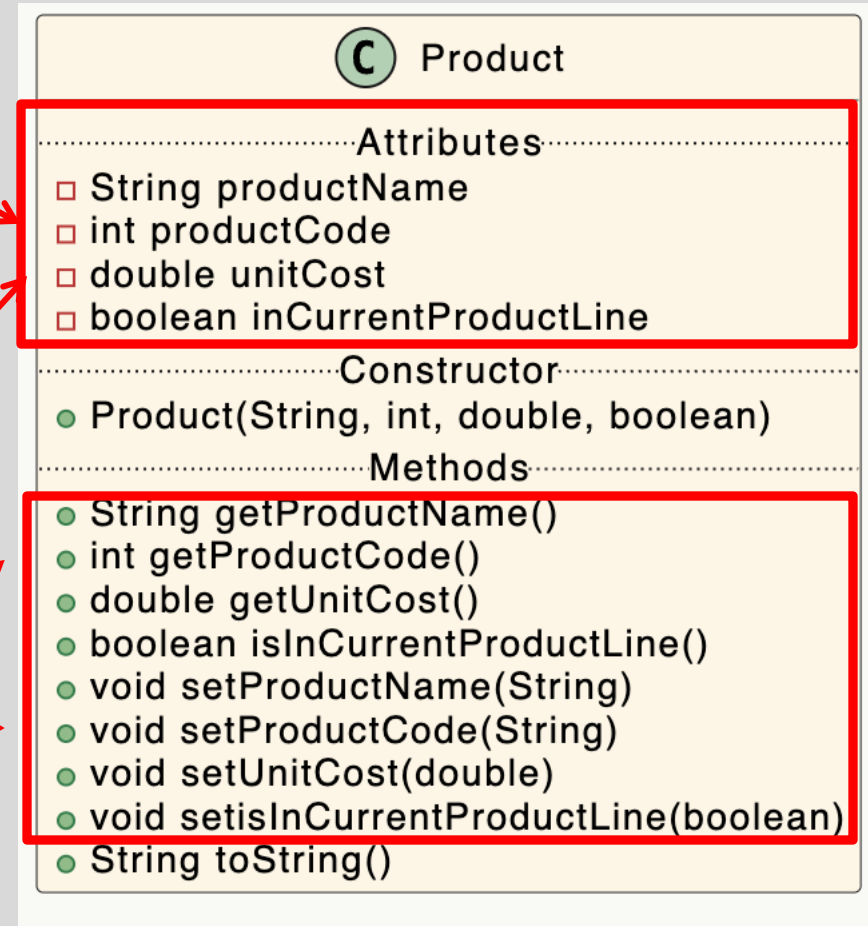 C Product
Attributes
String productName
int productCode
double unitCost
boolean inCurrentProductLine
Constructor
Product(String, int, double, boolean)
Methods
String getProductName()
int getProductCode()
double getUnitCost()
boolean isInCurrentProductLine()
void setProductName(String)
void setProductCode(String)
void setUnitCost(double)
void setisInCurrentProductLine(boolean)
String toString()